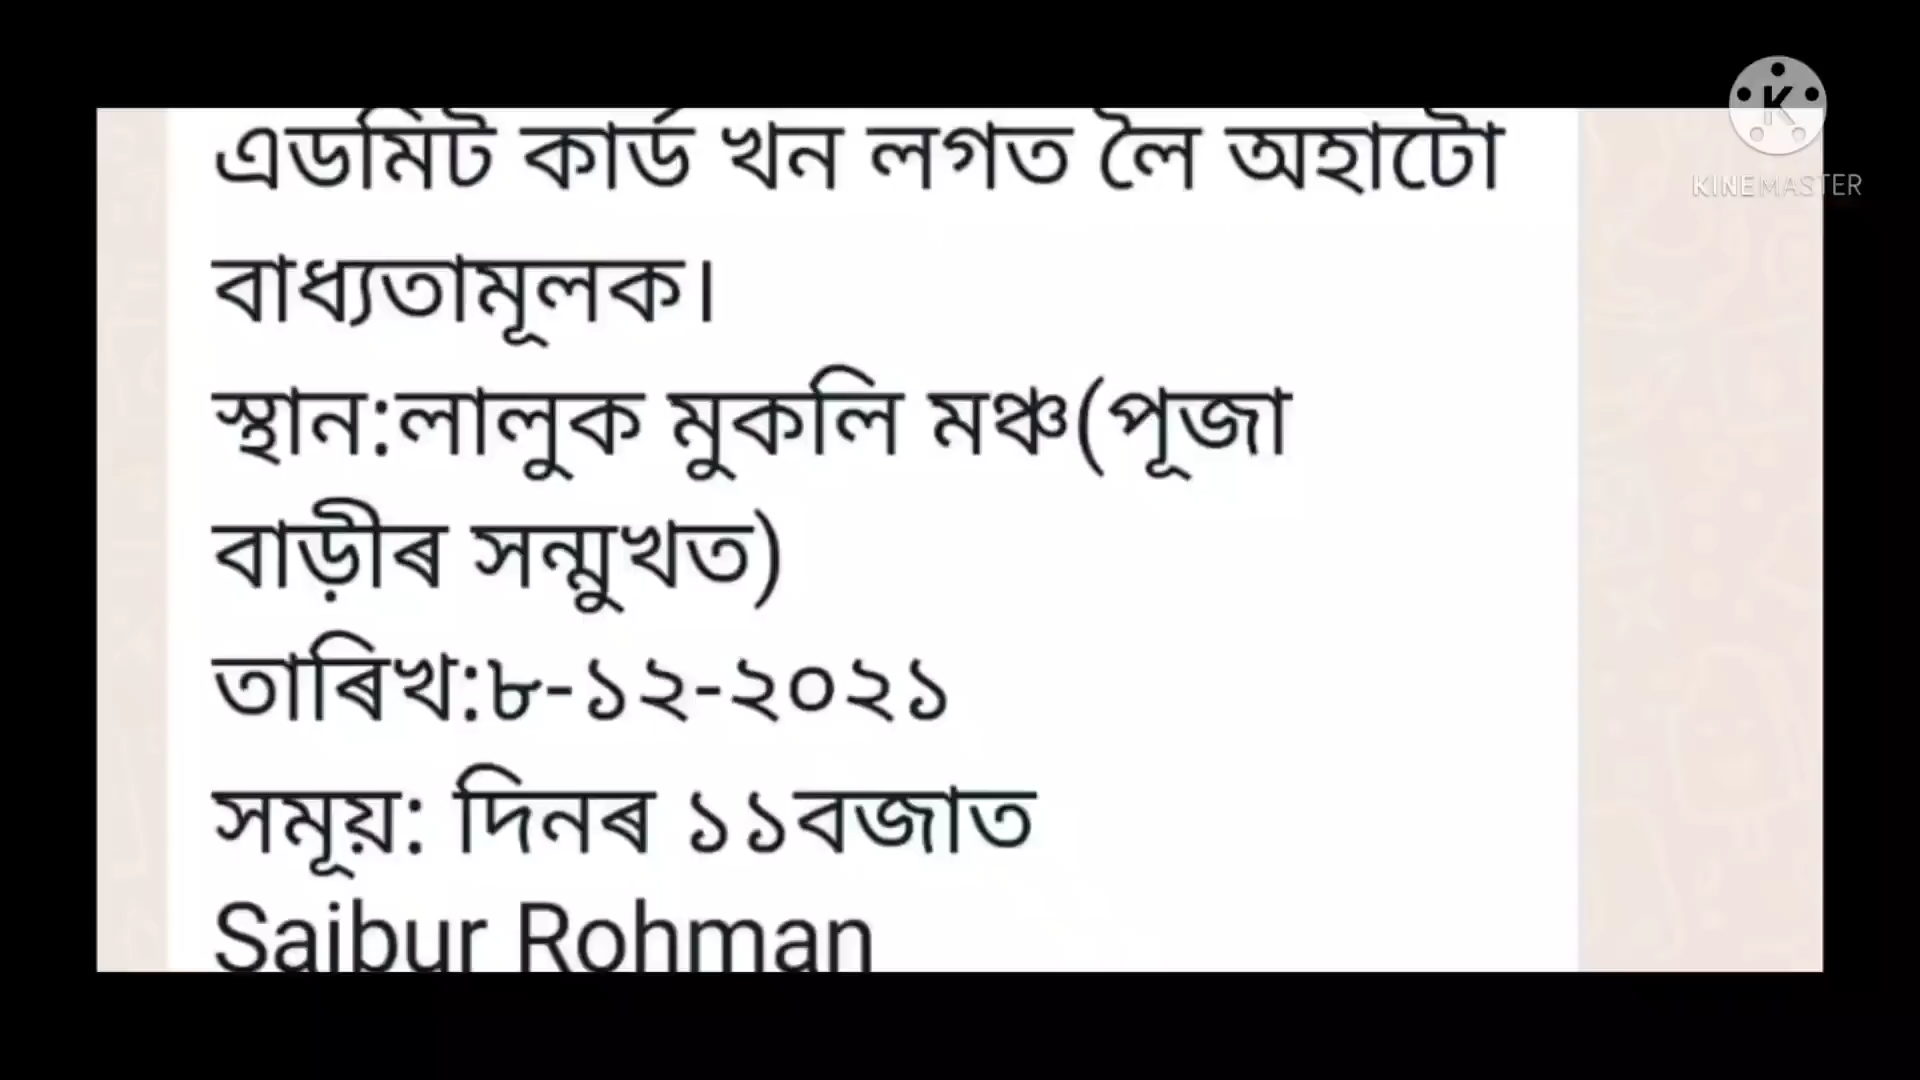 এডমিট কাৰ্ড খন লগত লৈ অহাটো
বাধ্যতামূলক।
স্থান:লালুক মুকলি মঞ্চ(পূজা
বাড়ীৰ সন্মুখত)
তাৰিখ:৮-১২-২০২১
সমূয়: দিনৰ ১১বজাত
Saibur Rohman
KINEMASTER